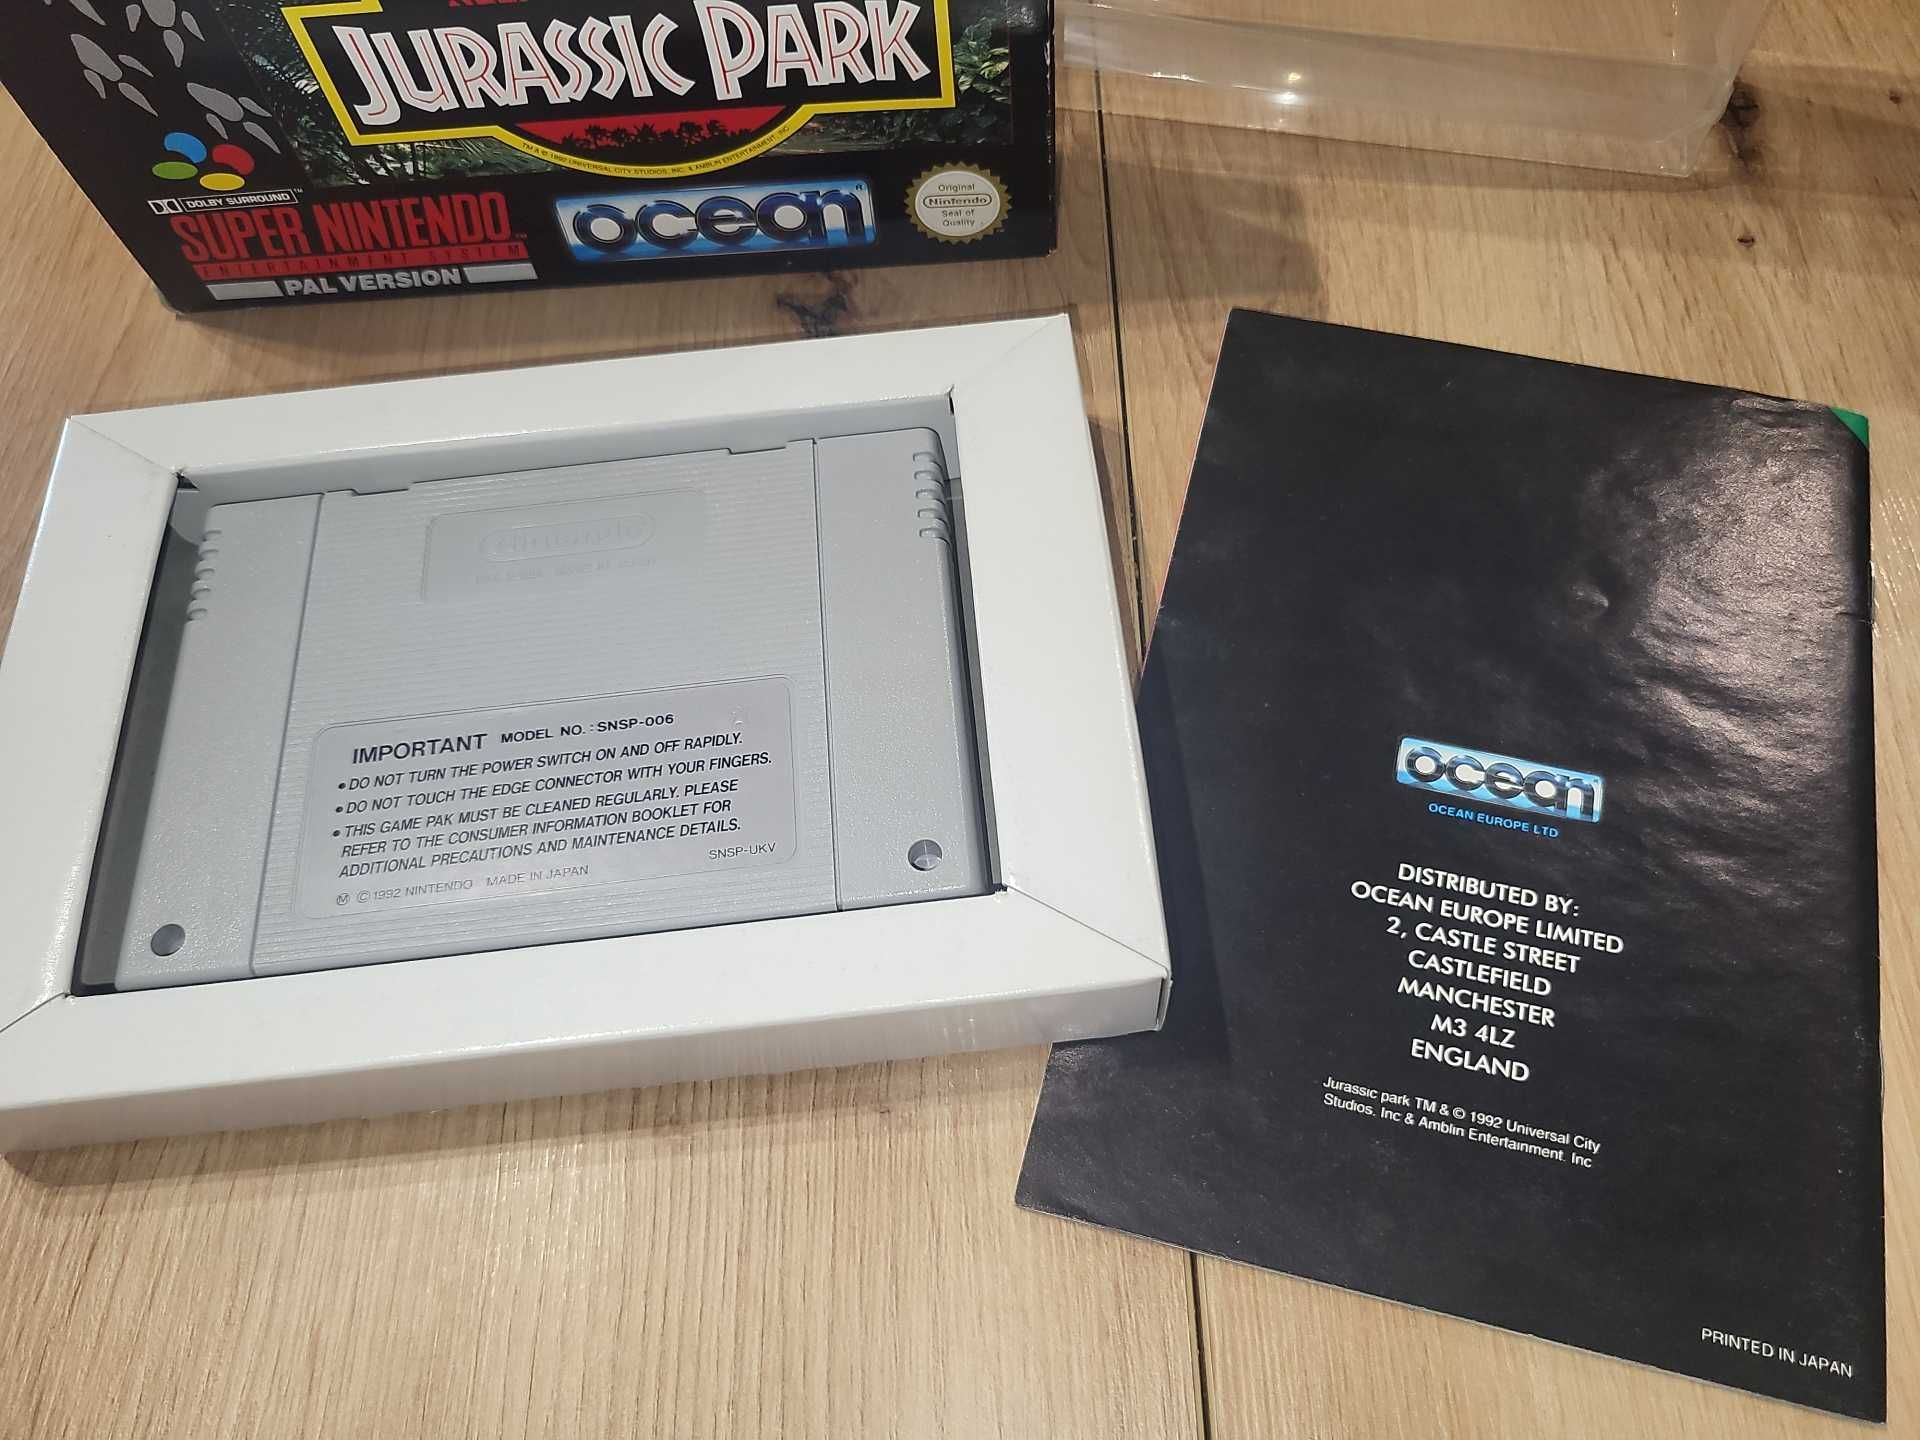 JURASSIC PARK
TM & © 1992 UNIVERSAL CITY STUDIOS, INC. & AMBLIN ENTERTAINMENT, INC
DOLBY SURROUND™
SUPER NINTENDO™
ENTERTAINMENT SYSTEM
PAL VERSION
ocean®
Original
Nintendo
Seal of
Quality
Nintendo
IMPORTANT MODEL NO.: SNSP-006
• DO NOT TURN THE POWER SWITCH ON AND OFF RAPIDLY.
• DO NOT TOUCH THE EDGE CONNECTOR WITH YOUR FINGERS.
• THIS GAME PAK MUST BE CLEANED REGULARLY. PLEASE
REFER TO THE CONSUMER INFORMATION BOOKLET FOR
ADDITIONAL PRECAUTIONS AND MAINTENANCE DETAILS.
SNSP-UKV
Ⓜ © 1992 NINTENDO MADE IN JAPAN
ocean
OCEAN EUROPE LTD
DISTRIBUTED BY:
OCEAN EUROPE LIMITED
2, CASTLE STREET
CASTLEFIELD
MANCHESTER
M3 4LZ
ENGLAND
Jurassic park TM & © 1992 Universal City
Studios, Inc & Amblin Entertainment. Inc
PRINTED IN JAPAN